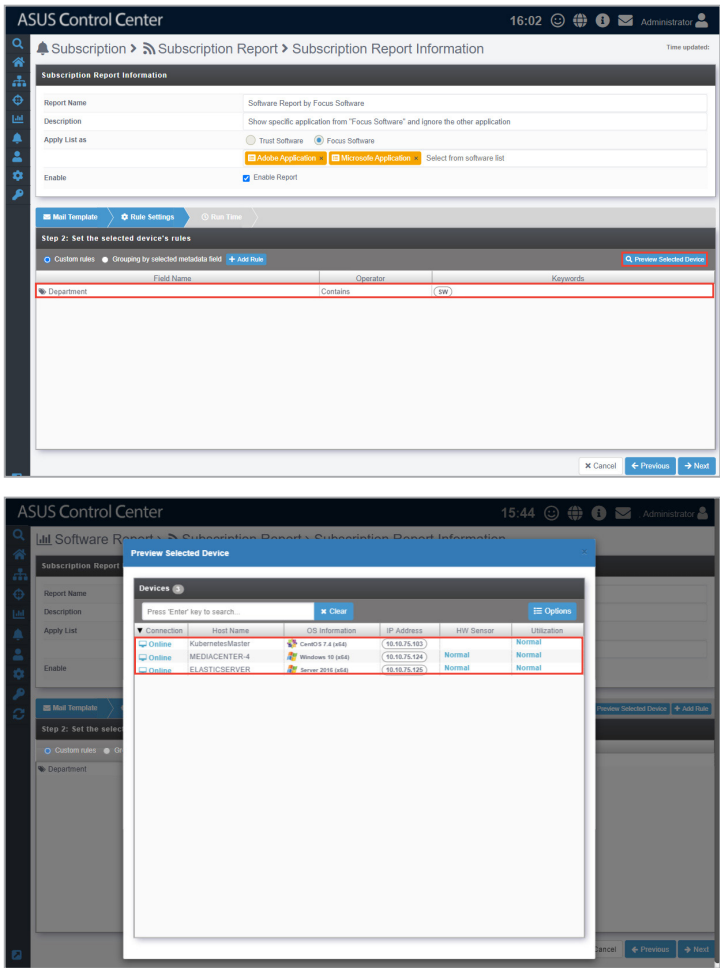 ASUS Control Center 16:02 Administrator
Subscription > Subscription Report > Subscription Report Information Time updated:
Subscription Report Information
Report Name Software Report by Focus Software
Description Show specific application from "Focus Software" and ignore the other application
Apply List as Trust Software Focus Software
Adobe Application × Microsofe Application × Select from software list
Enable Enable Report
Mail Template Rule Settings Run Time
Step 2: Set the selected device's rules
Custom rules Grouping by selected metadata field + Add Rule Preview Selected Device
Field Name Operator Keywords
Department Contains sw
× Cancel ← Previous → Next
ASUS Control Center 15:44 Administrator
Software Report > Subscription Report > Subscription Report Information
Preview Selected Device ×
Subscription Report
Devices 3
Report Name
Description Press 'Enter' key to search... × Clear Options
Apply List ▼ Connection Host Name OS Information IP Address HW Sensor Utilization
Online KubernetesMaster CentOS 7.4 (x64) 10.10.75.103 Normal
Online MEDIACENTER-4 Windows 10 (x64) 10.10.75.124 Normal Normal
Enable Online ELASTICSERVER Server 2016 (x64) 10.10.75.125 Normal Normal
Mail Template Preview Selected Device + Add Rule
Step 2: Set the selec
Custom rules Gr
Department
Cancel ← Previous → Next